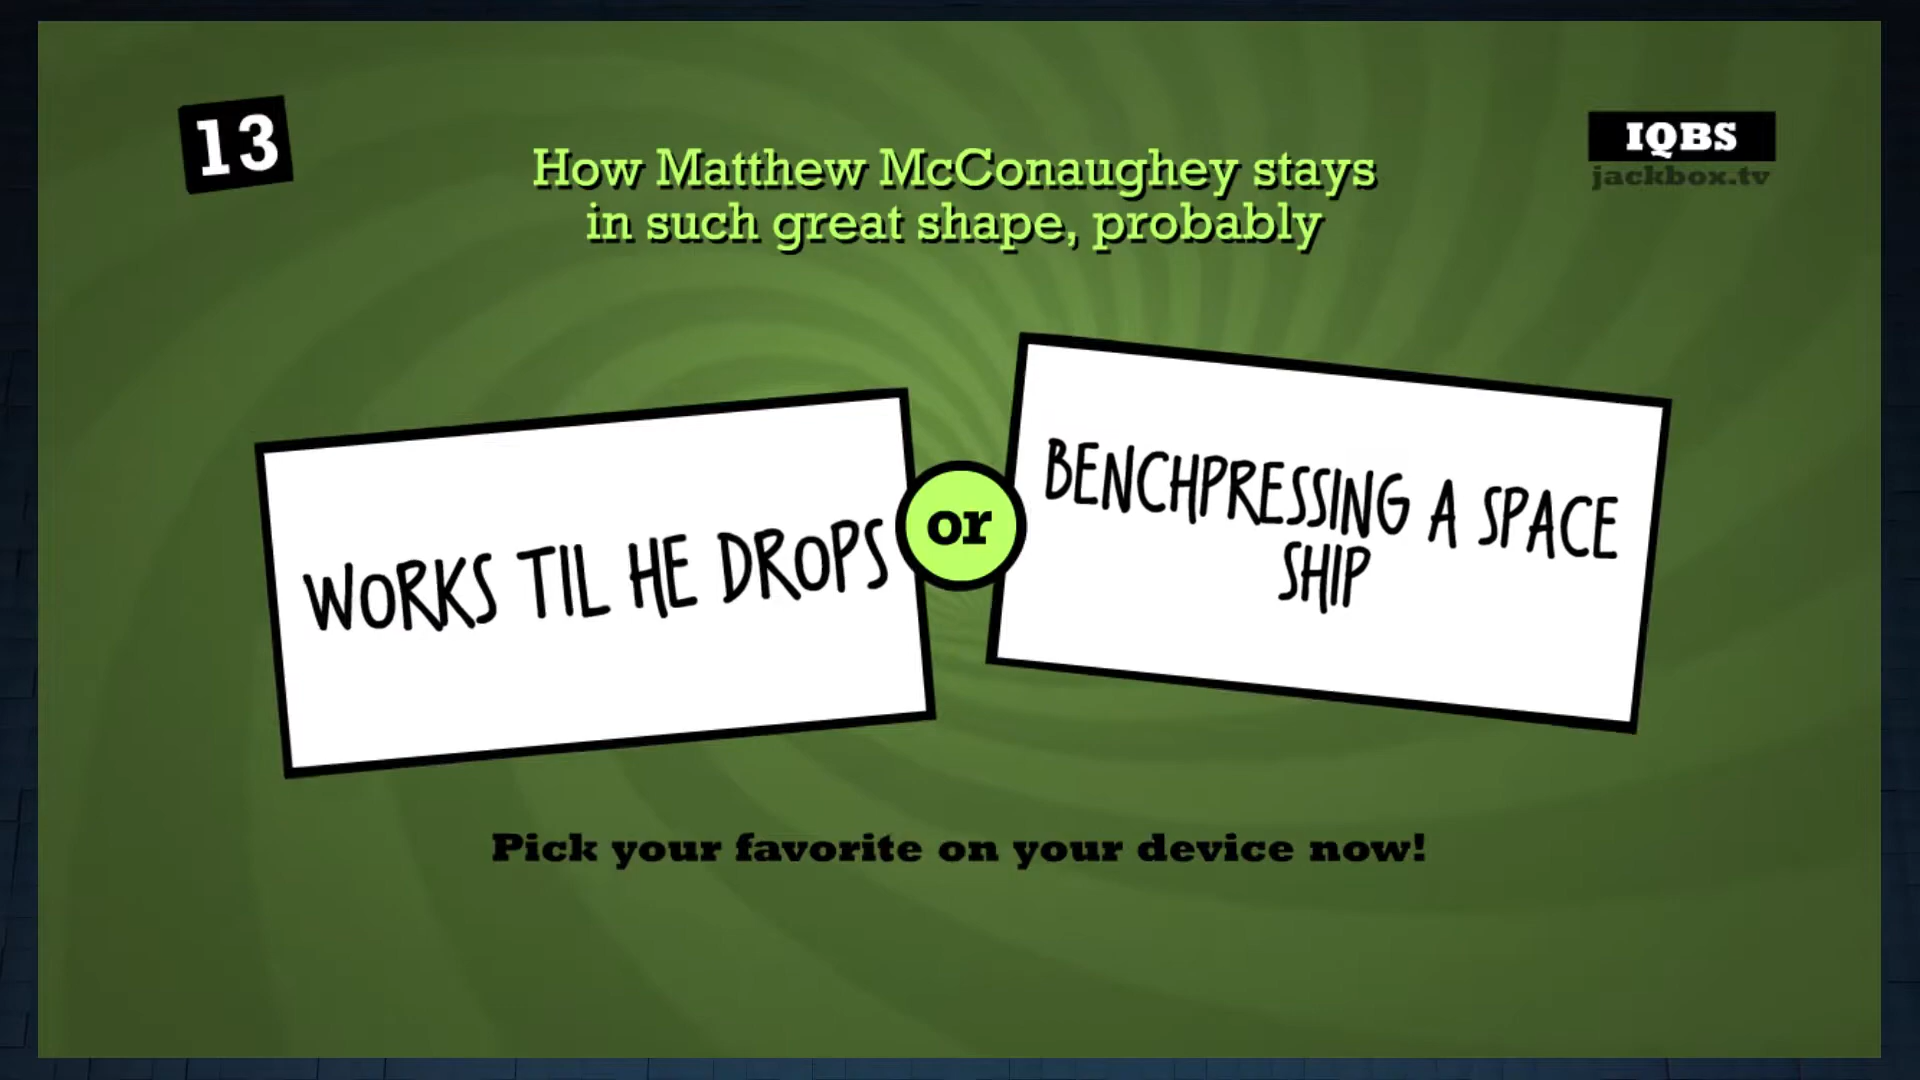 13
How Matthew McConaughey stays
in such great shape, probably
IQBS
jackbox.tv
WORKS TIL HE DROPS
or
BENCHPRESSING A SPACE
SHIP
Pick your favorite on your device now!